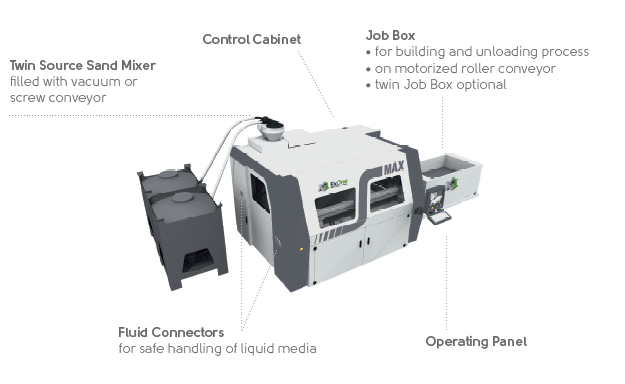 Control Cabinet
Job Box
• for building and unloading process
• on motorized roller conveyor
• twin Job Box optional
Twin Source Sand Mixer
filled with vacuum or
screw conveyor
MAX
ExOne
Fluid Connectors
for safe handling of liquid media
Operating Panel